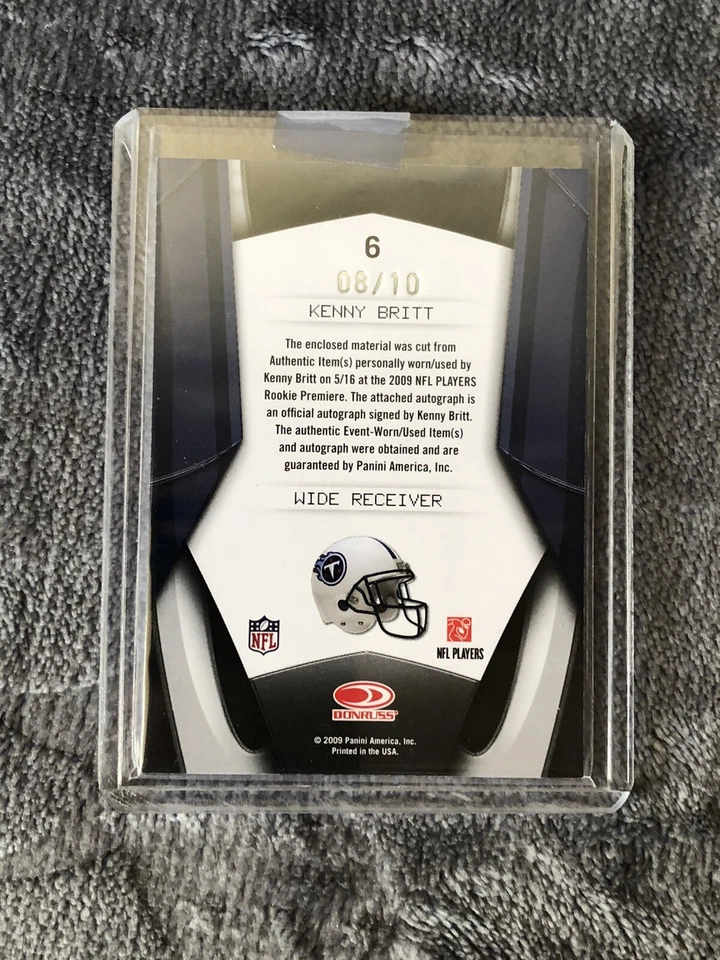 6
08/10
KENNY BRITT
The enclosed material was cut from
Authentic Item(s) personally worn/used by
Kenny Britt on 5/16 at the 2009 NFL PLAYERS
Rookie Premiere. The attached autograph is
an official autograph signed by Kenny Britt.
The authentic Event-Worn/Used Item(s)
and autograph were obtained and are
guaranteed by Panini America, Inc.
WIDE RECEIVER
T
NFL
NFL PLAYERS
DONRUSS
© 2009 Panini America, Inc.
Printed in the USA.